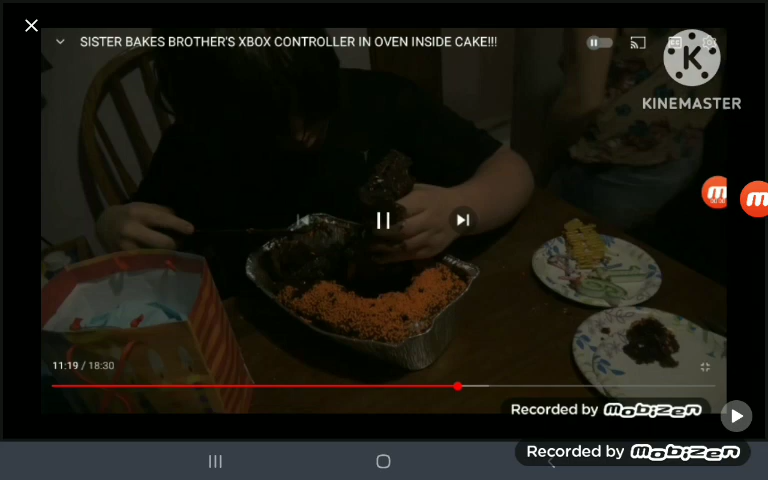 SISTER BAKES BROTHER'S XBOX CONTROLLER IN OVEN INSIDE CAKE!!!
K
KINEMASTER
11:19 / 18:30
Recorded by MOBIZEN
Recorded by MOBIZEN